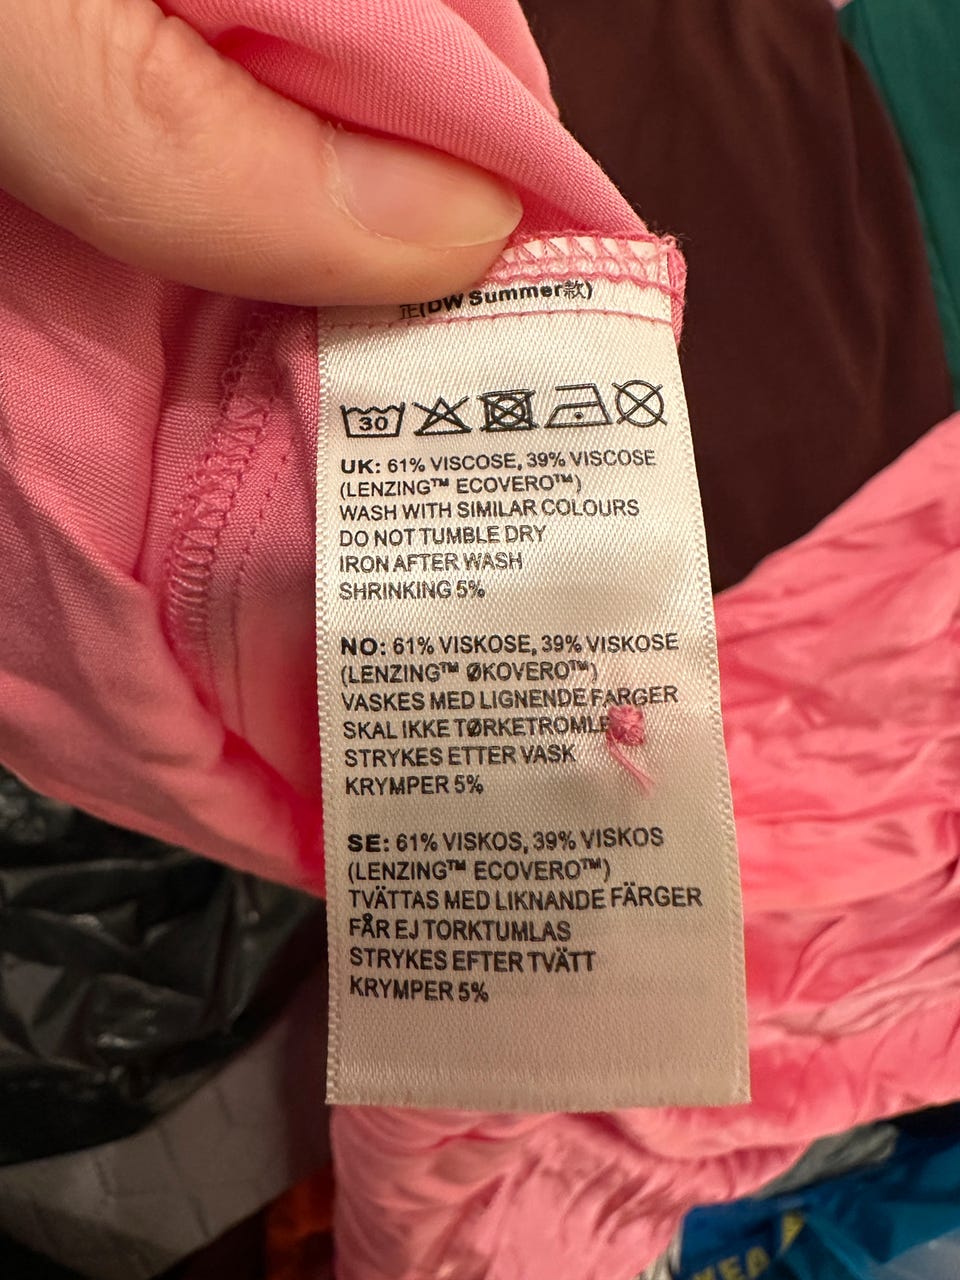 正(DW Summer款)
30
UK: 61% VISCOSE, 39% VISCOSE
(LENZING™ ECOVERO™)
WASH WITH SIMILAR COLOURS
DO NOT TUMBLE DRY
IRON AFTER WASH
SHRINKING 5%
NO: 61% VISKOSE, 39% VISKOSE
(LENZING™ ØKOVERO™)
VASKES MED LIGNENDE FARGER
SKAL IKKE TØRKETROMLE
STRYKES ETTER VASK
KRYMPER 5%
SE: 61% VISKOS, 39% VISKOS
(LENZING™ ECOVERO™)
TVÄTTAS MED LIKNANDE FÄRGER
FÅR EJ TORKTUMLAS
STRYKES EFTER TVÄTT
KRYMPER 5%